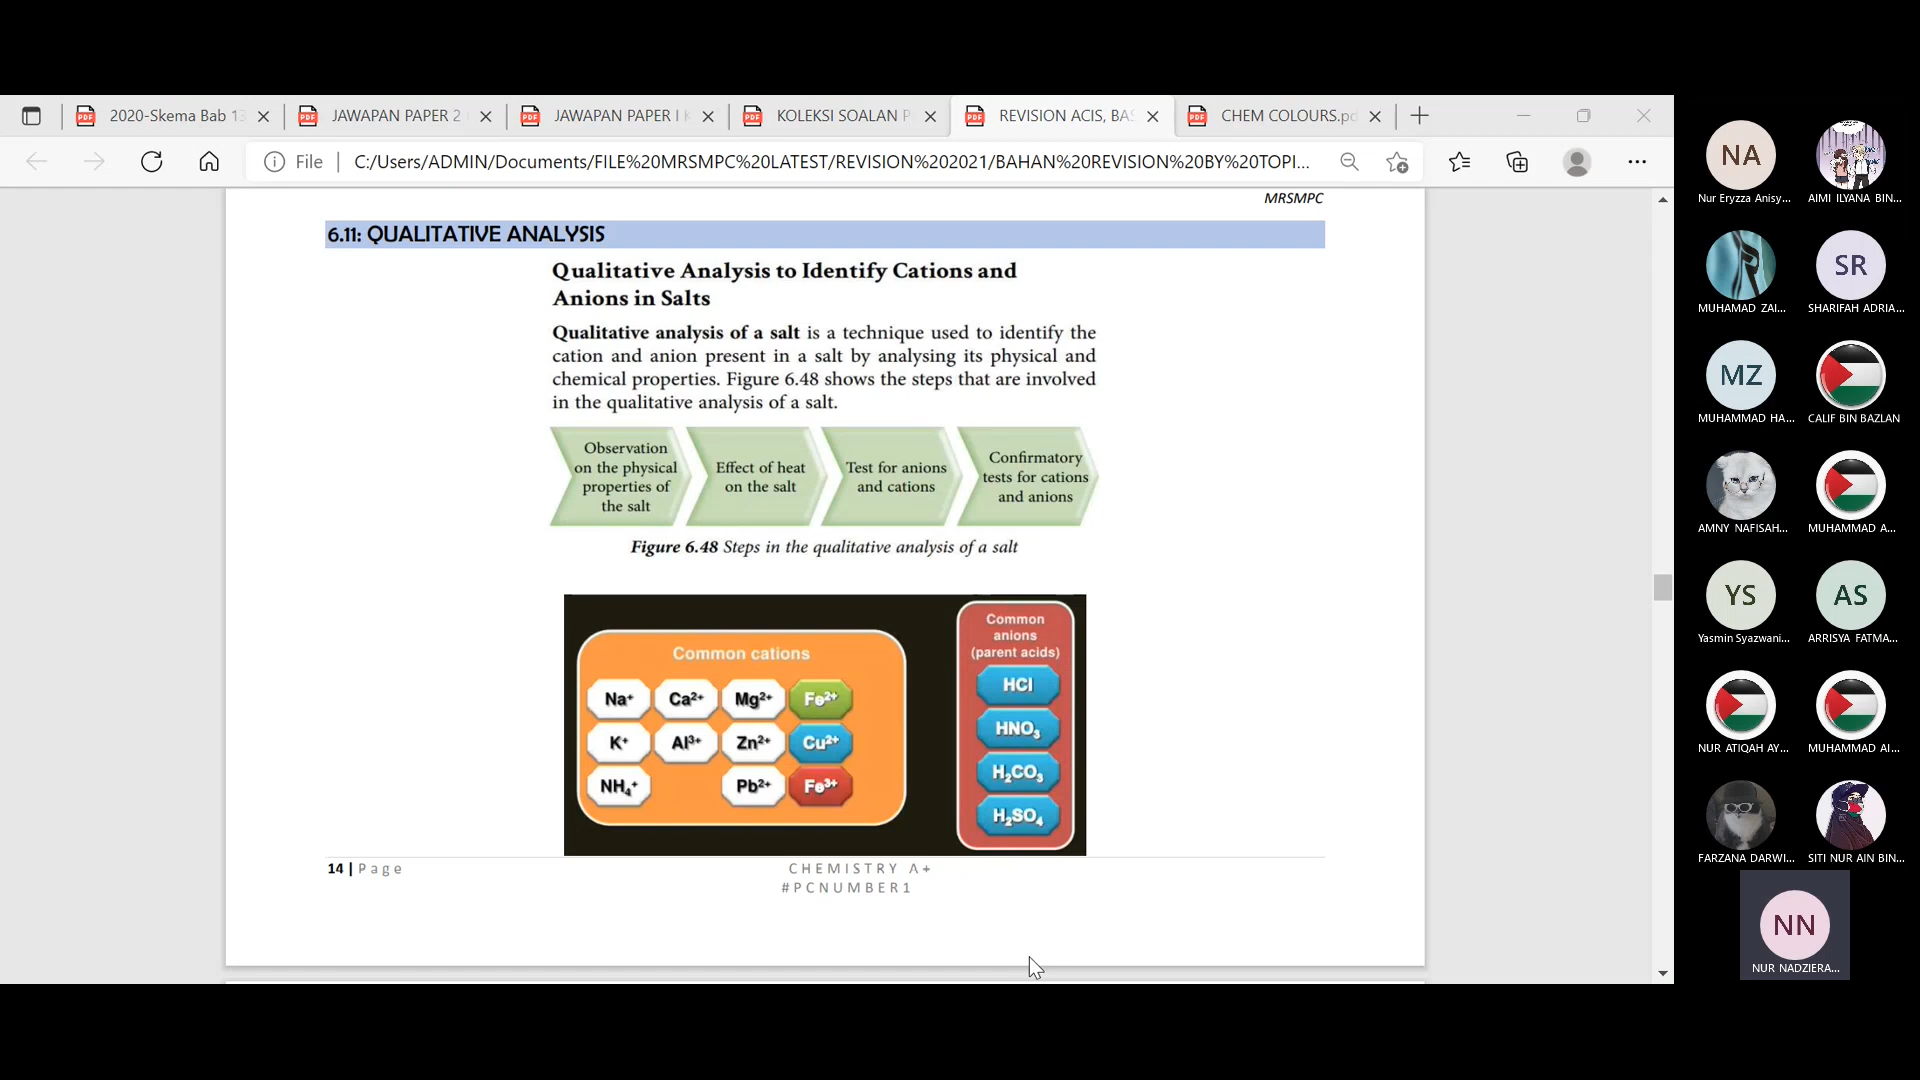 2020-Skema Bab 13
JAWAPAN PAPER 2
JAWAPAN PAPER I K
KOLEKSI SOALAN P
REVISION ACIS, BAS
CHEM COLOURS.pd
File
C:/Users/ADMIN/Documents/FILE%20MRSMPC%20LATEST/REVISION%202021/BAHAN%20REVISION%20BY%20TOPI...
MRSMPC
6.11: QUALITATIVE ANALYSIS
Qualitative Analysis to Identify Cations and
Anions in Salts
Qualitative analysis of a salt is a technique used to identify the
cation and anion present in a salt by analysing its physical and
chemical properties. Figure 6.48 shows the steps that are involved
in the qualitative analysis of a salt.
Observation
on the physical
properties of
the salt
Effect of heat
on the salt
Test for anions
and cations
Confirmatory
tests for cations
and anions
Figure 6.48 Steps in the qualitative analysis of a salt
Common cations
Na⁺ Ca²⁺ Mg²⁺ Fe²⁺
K⁺ Al³⁺ Zn²⁺ Cu²⁺
NH₄⁺ Pb²⁺ Fe³⁺
Common
anions
(parent acids)
HCl
HNO₃
H₂CO₃
H₂SO₄
14 | Page
CHEMISTRY A+
#PCNUMBER1
NA
Nur Eryzza Anisy...
AIMI ILYANA BIN...
MUHAMAD ZAI...
SR
SHARIFAH ADRIA...
MZ
MUHAMMAD HA...
CALIF BIN BAZLAN
AMNY NAFISAH...
MUHAMMAD A...
YS
Yasmin Syazwani...
AS
ARRISYA FATMA...
NUR ATIQAH AY...
MUHAMMAD AI...
FARZANA DARWI...
SITI NUR AIN BIN...
NN
NUR NADZIERA...